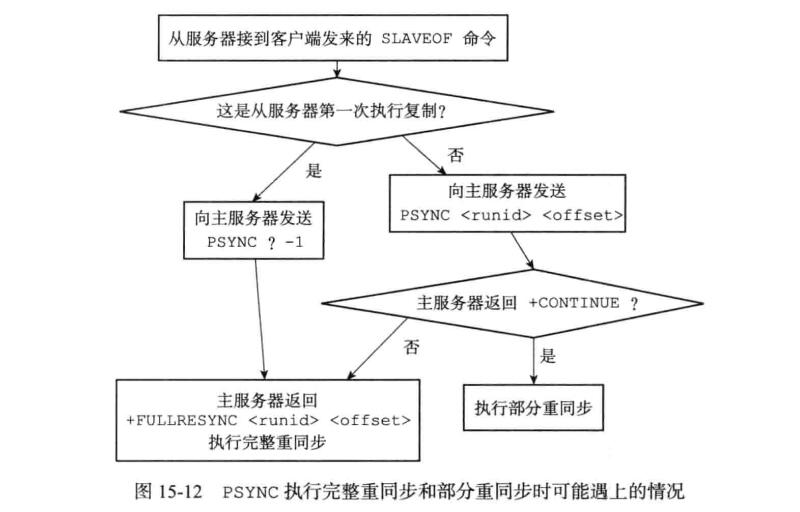 从服务器接到客户端发来的 SLAVEOF 命令
这是从服务器第一次执行复制?
是
否
向主服务器发送
PSYNC ? -1
向主服务器发送
PSYNC <runid> <offset>
主服务器返回 +CONTINUE ?
否
是
主服务器返回
+FULLRESYNC <runid> <offset>
执行完整重同步
执行部分重同步
图 15-12 PSYNC 执行完整重同步和部分重同步时可能遇上的情况